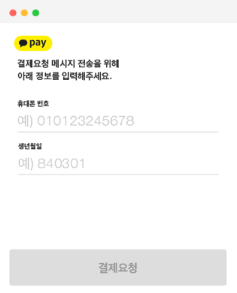 pay
결제요청 메시지 전송을 위해
아래 정보를 입력해주세요.
휴대폰 번호
예) 010123245678
생년월일
예) 840301
결제요청